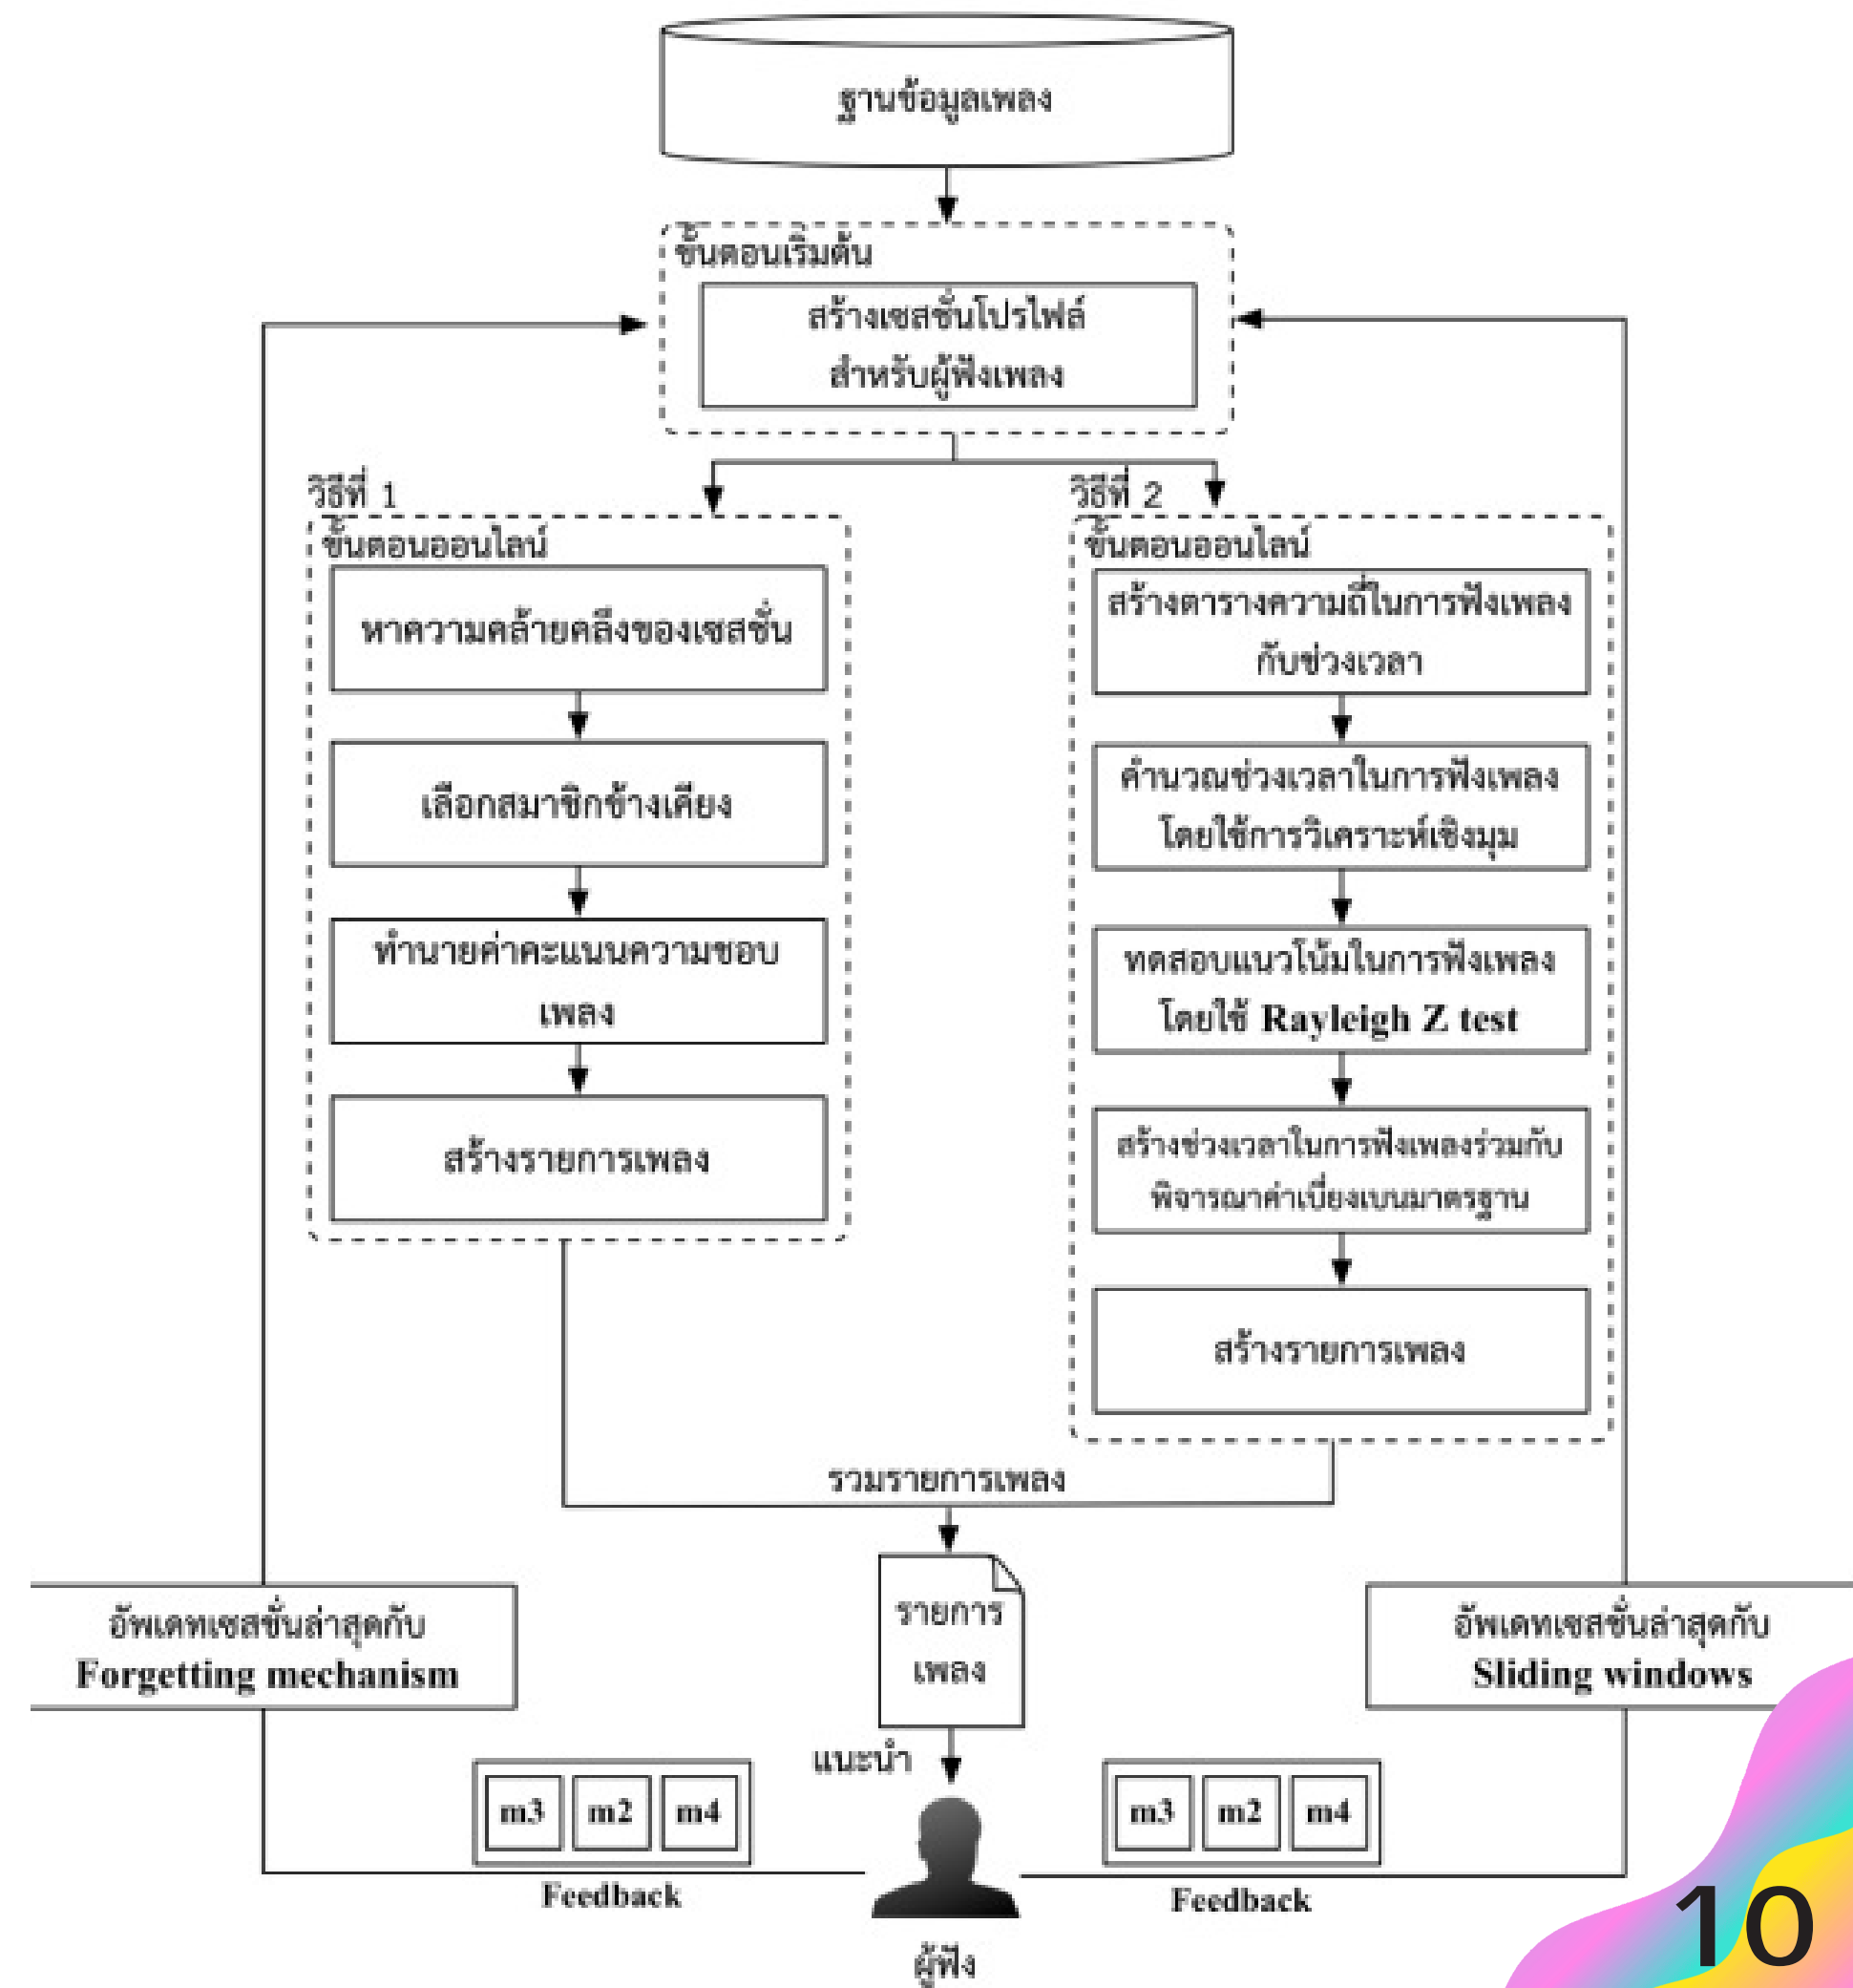 ฐานข้อมูลเพลง
ขั้นตอนเริ่มต้น
สร้างเซสชั่นโปรไฟล์
สำหรับผู้ฟังเพลง
วิธีที่ 1
ขั้นตอนออนไลน์
หาความคล้ายคลึงของเซสชั่น
เลือกสมาชิกข้างเคียง
ทำนายค่าคะแนนความชอบ
เพลง
สร้างรายการเพลง
วิธีที่ 2
ขั้นตอนออนไลน์
สร้างตารางความถี่ในการฟังเพลง
กับช่วงเวลา
คำนวณช่วงเวลาในการฟังเพลง
โดยใช้การวิเคราะห์เชิงมุม
ทดสอบแนวโน้มในการฟังเพลง
โดยใช้ Rayleigh Z test
สร้างช่วงเวลาในการฟังเพลงร่วมกับ
พิจารณาค่าเบี่ยงเบนมาตรฐาน
สร้างรายการเพลง
รวมรายการเพลง
รายการ
เพลง
อัพเดทเซสชั่นล่าสุดกับ
Forgetting mechanism
อัพเดทเซสชั่นล่าสุดกับ
Sliding windows
แนะนำ
m3 m2 m4
Feedback
m3 m2 m4
Feedback
ผู้ฟัง
10